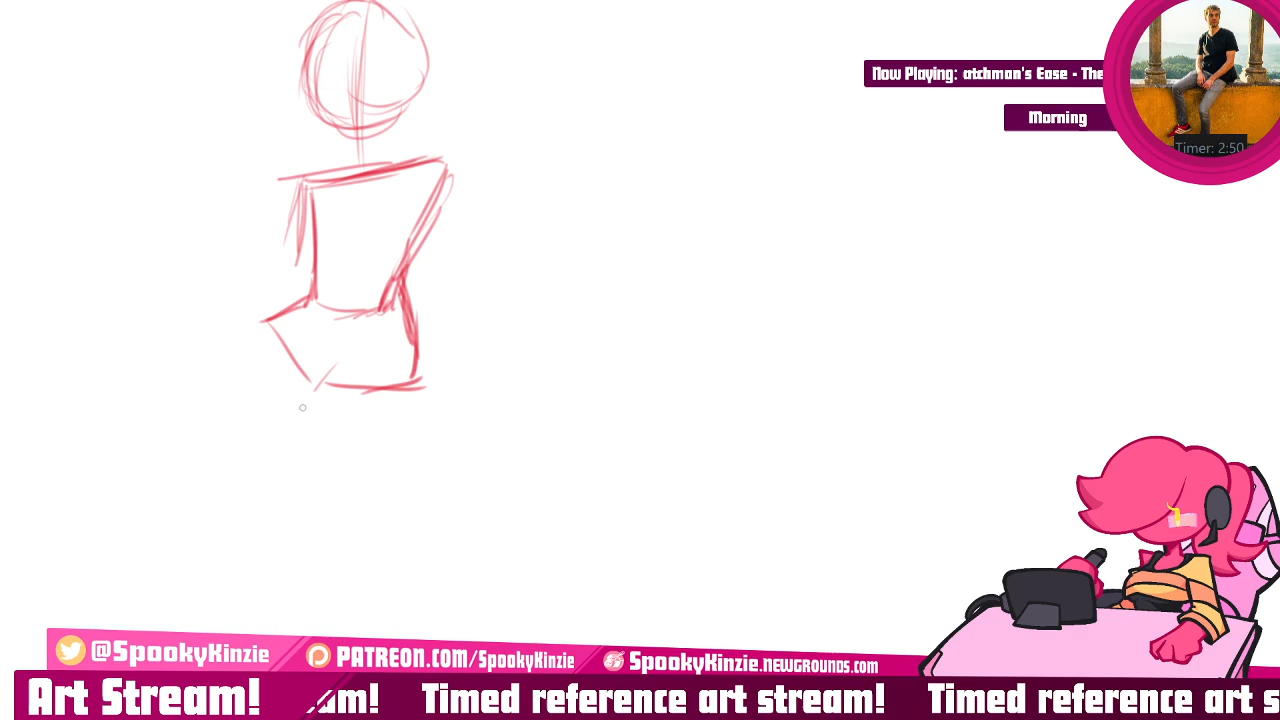 Now Playing: atchman's Ease - The
Morning
Timer: 2:50
@SpookyKinzie
PATREON.COM/SpookyKinzie
SpookyKinzie.NEWGROUNDS.com
Art Stream!
am! Timed reference art stream! Timed reference art s